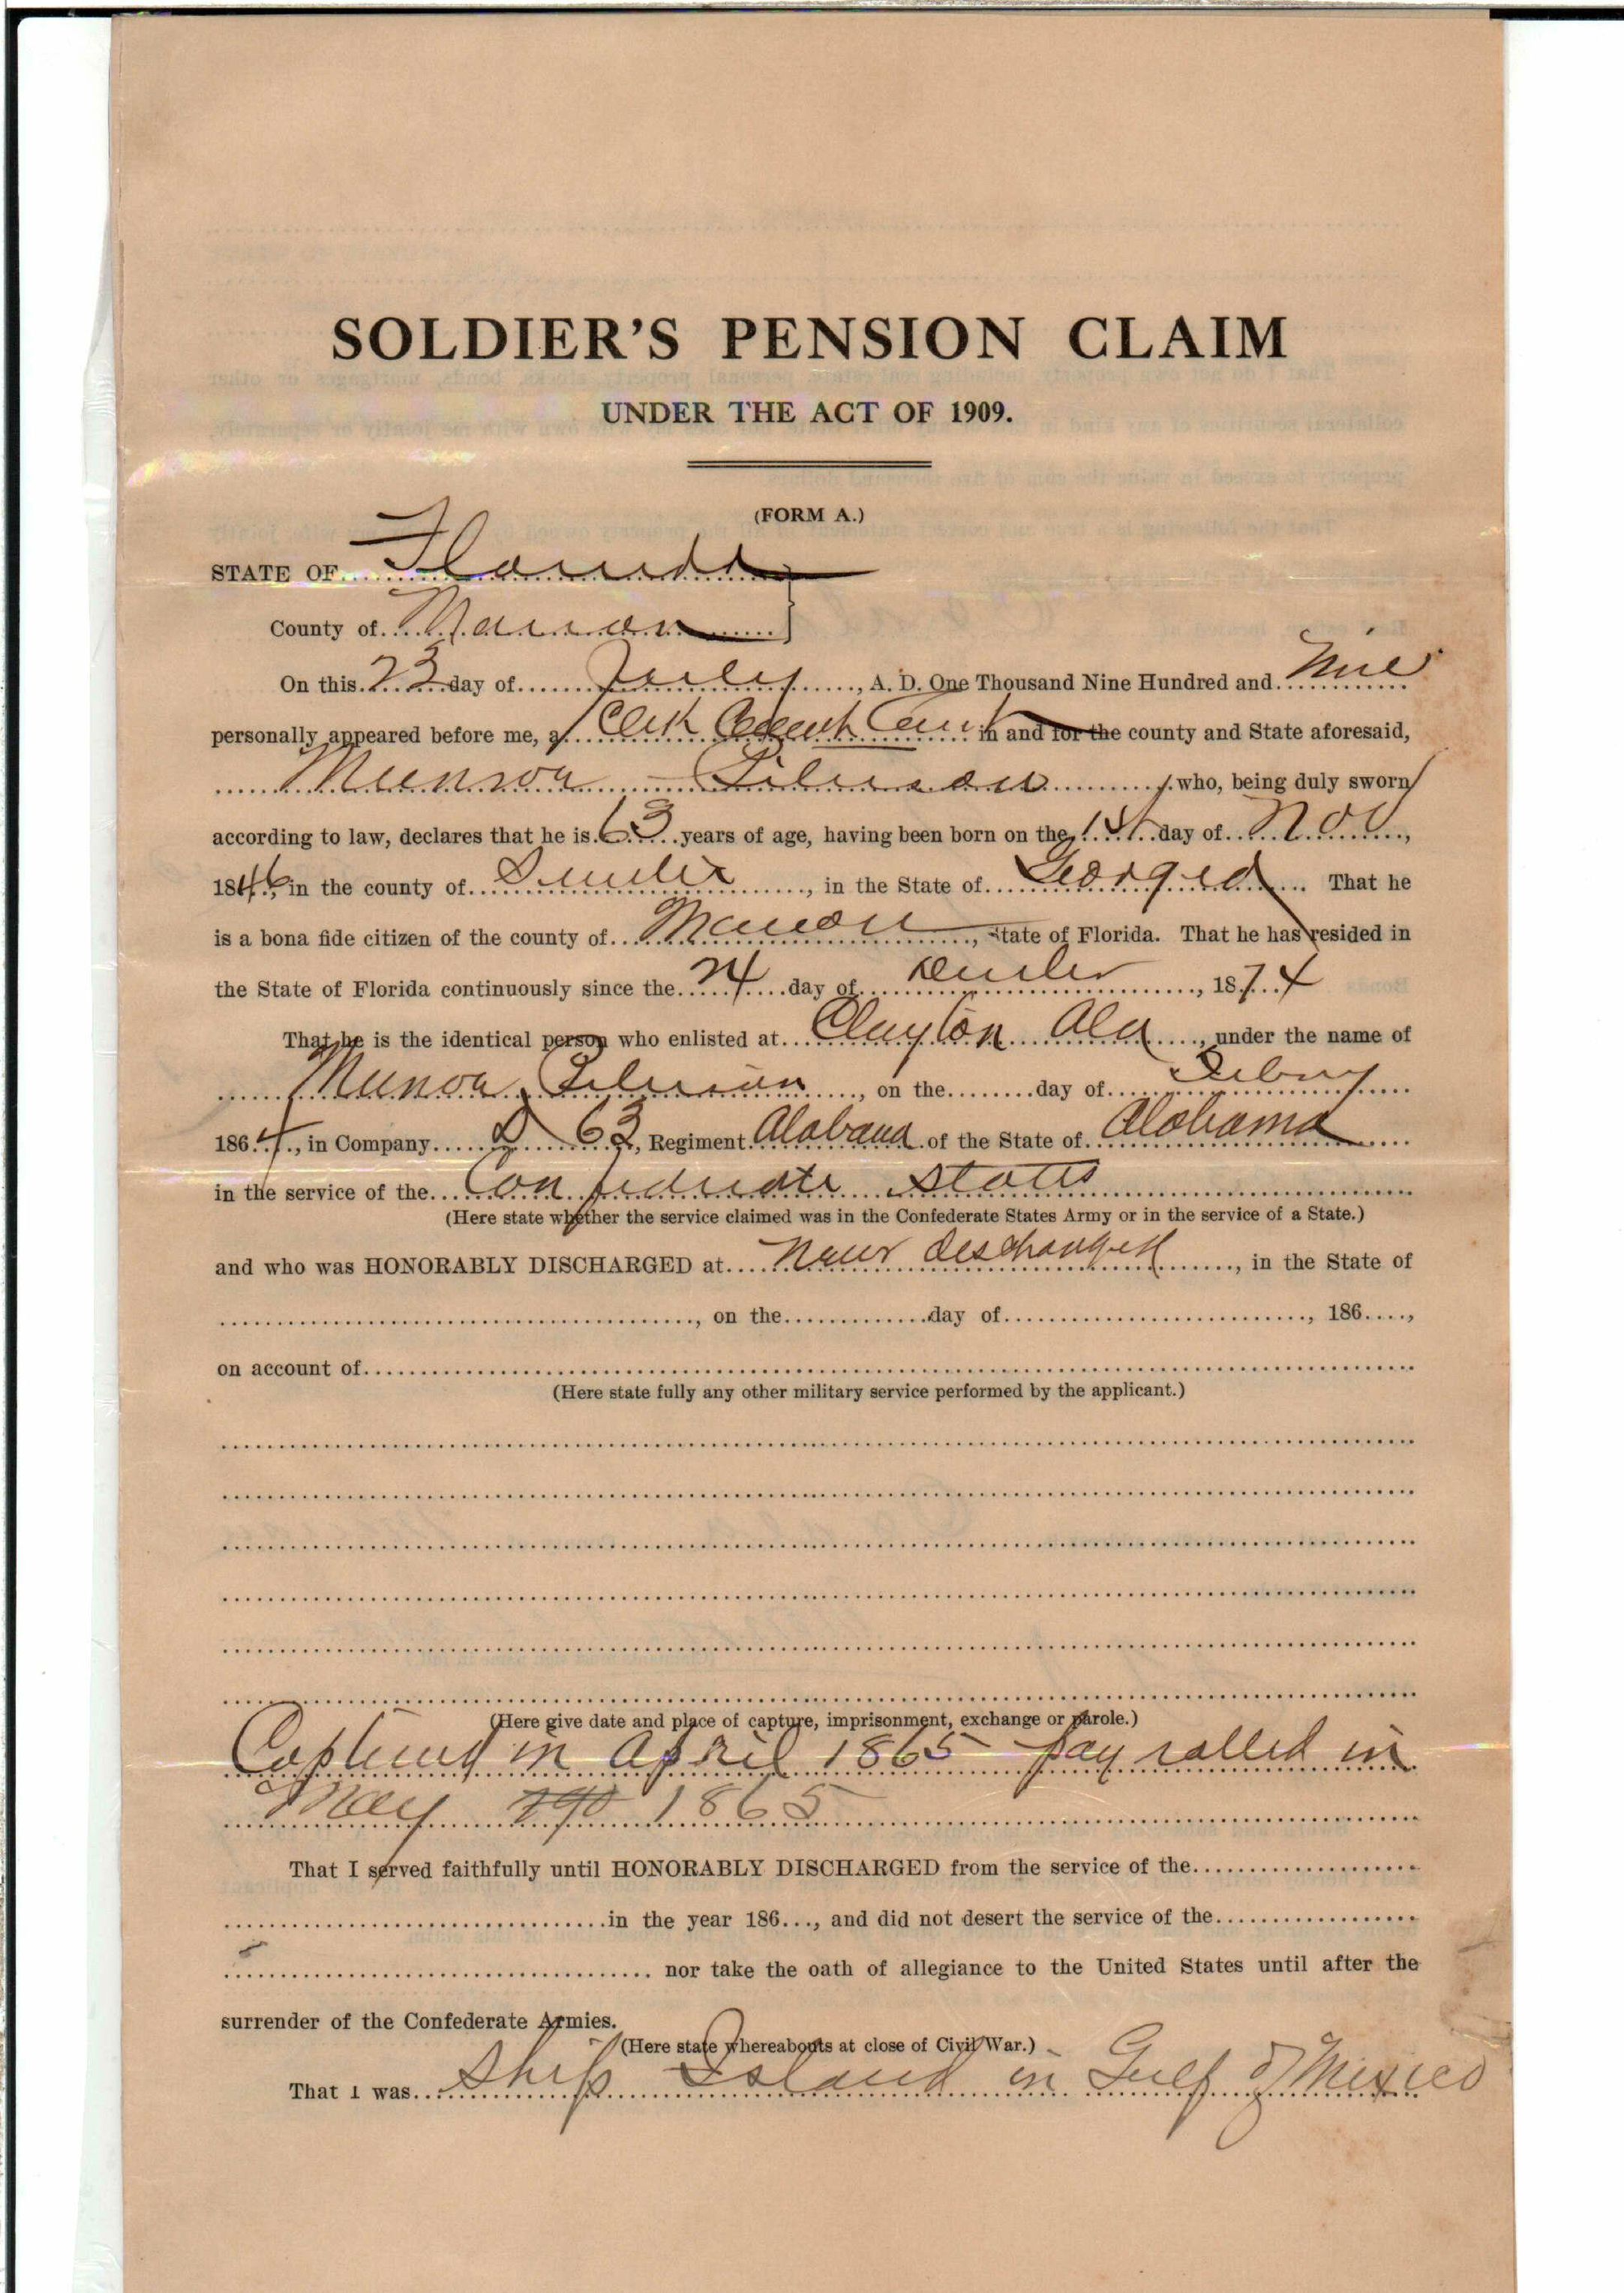 SOLDIER'S PENSION CLAIM
UNDER THE ACT OF 1909.
(FORM A.)
STATE OF Florida
County of Marion
On this 23 day of July, A. D. One Thousand Nine Hundred and Nine
personally appeared before me, a Clerk Circuit Court in and for the county and State aforesaid,
Munson, who, being duly sworn
according to law, declares that he is 63 years of age, having been born on the day of Nov,
1846, in the county of Sumter, in the State of Georgia. That he
is a bona fide citizen of the county of Marion, State of Florida. That he has resided in
the State of Florida continuously since the 24 day of, 1874
That he is the identical person who enlisted at Clayton Ala, under the name of
on the day of
1864, in Company D 63, Regiment Alabama of the State of Alabama
in the service of the Confederate States
(Here state whether the service claimed was in the Confederate States Army or in the service of a State.)
and who was HONORABLY DISCHARGED at Never deschanged, in the State of
, on the day of, 186,
on account of
(Here state fully any other military service performed by the applicant.)
(Here give date and place of capture, imprisonment, exchange or parole.)
Captured in April 1865 payrolled in
May 1865
That I served faithfully until HONORABLY DISCHARGED from the service of the
in the year 186, and did not desert the service of the
nor take the oath of allegiance to the United States until after the
surrender of the Confederate Armies.
(Here state whereabouts at close of Civil War.)
That I was Ship Island in Gulf of Mexico